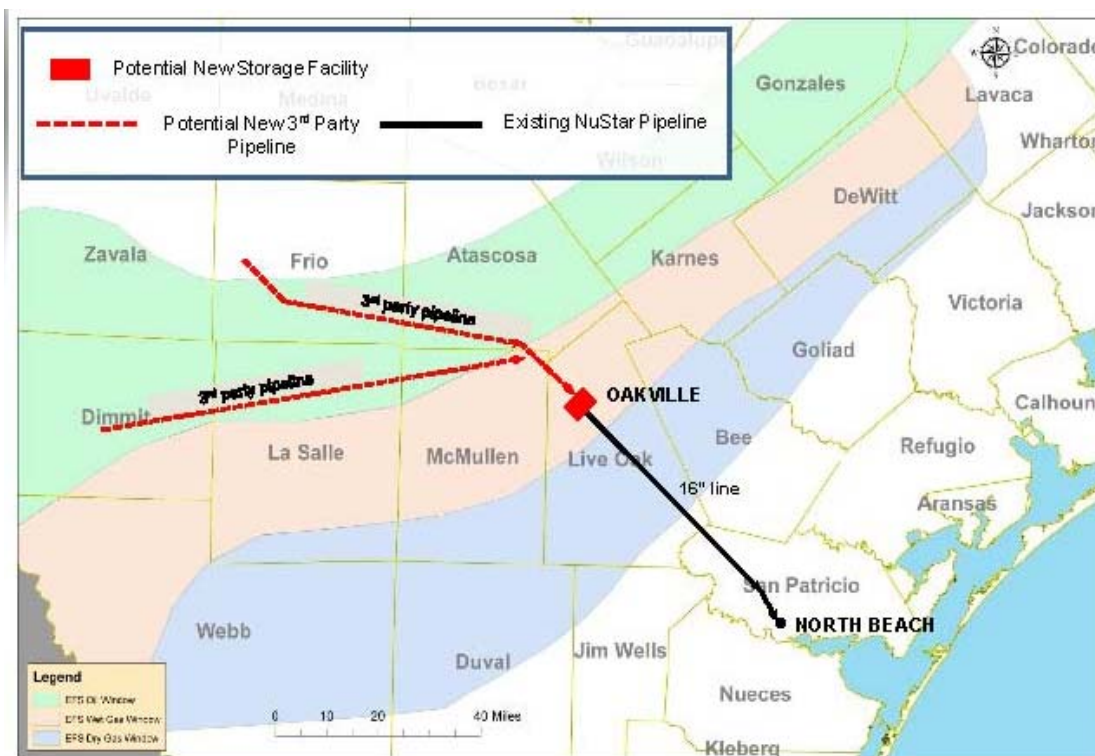 Potential New Storage Facility
Potential New 3rd Party Pipeline
Existing NuStar Pipeline
Uvalde
Medina
Bexar
Guadalupe
Wilson
Gonzales
Colorado
Lavaca
Wharton
DeWitt
Jackson
Zavala
Frio
Atascosa
Karnes
Victoria
3rd party pipeline
Goliad
3rd party pipeline
Dimmit
OAKVILLE
Calhoun
La Salle
McMullen
Live Oak
Bee
Refugio
16" line
Aransas
San Patricio
NORTH BEACH
Webb
Duval
Jim Wells
Nueces
Kleberg
Legend
EFS Oil Window
EFS Wet Gas Window
EFS Dry Gas Window
0 10 20 40 Miles